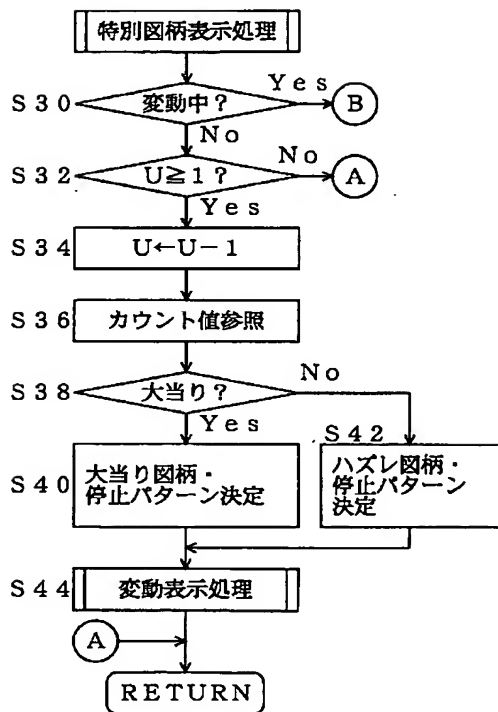 特別図柄表示処理
S30
変動中?
Yes
B
No
S32
U≧1?
No
A
Yes
S34
U←U−1
S36
カウント値参照
S38
大当り?
No
Yes
S42
S40
大当り図柄・
停止パターン決定
ハズレ図柄・
停止パターン
決定
S44
変動表示処理
A
RETURN